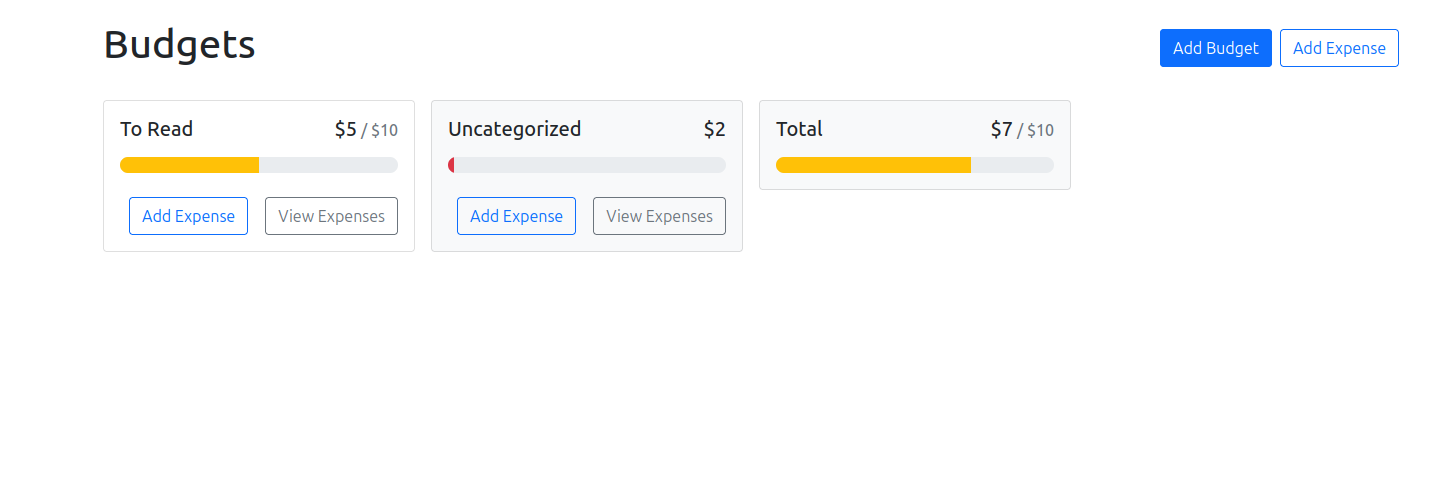 Budgets
Add Budget
Add Expense
To Read
$5 / $10
Add Expense
View Expenses
Uncategorized
$2
Add Expense
View Expenses
Total
$7 / $10